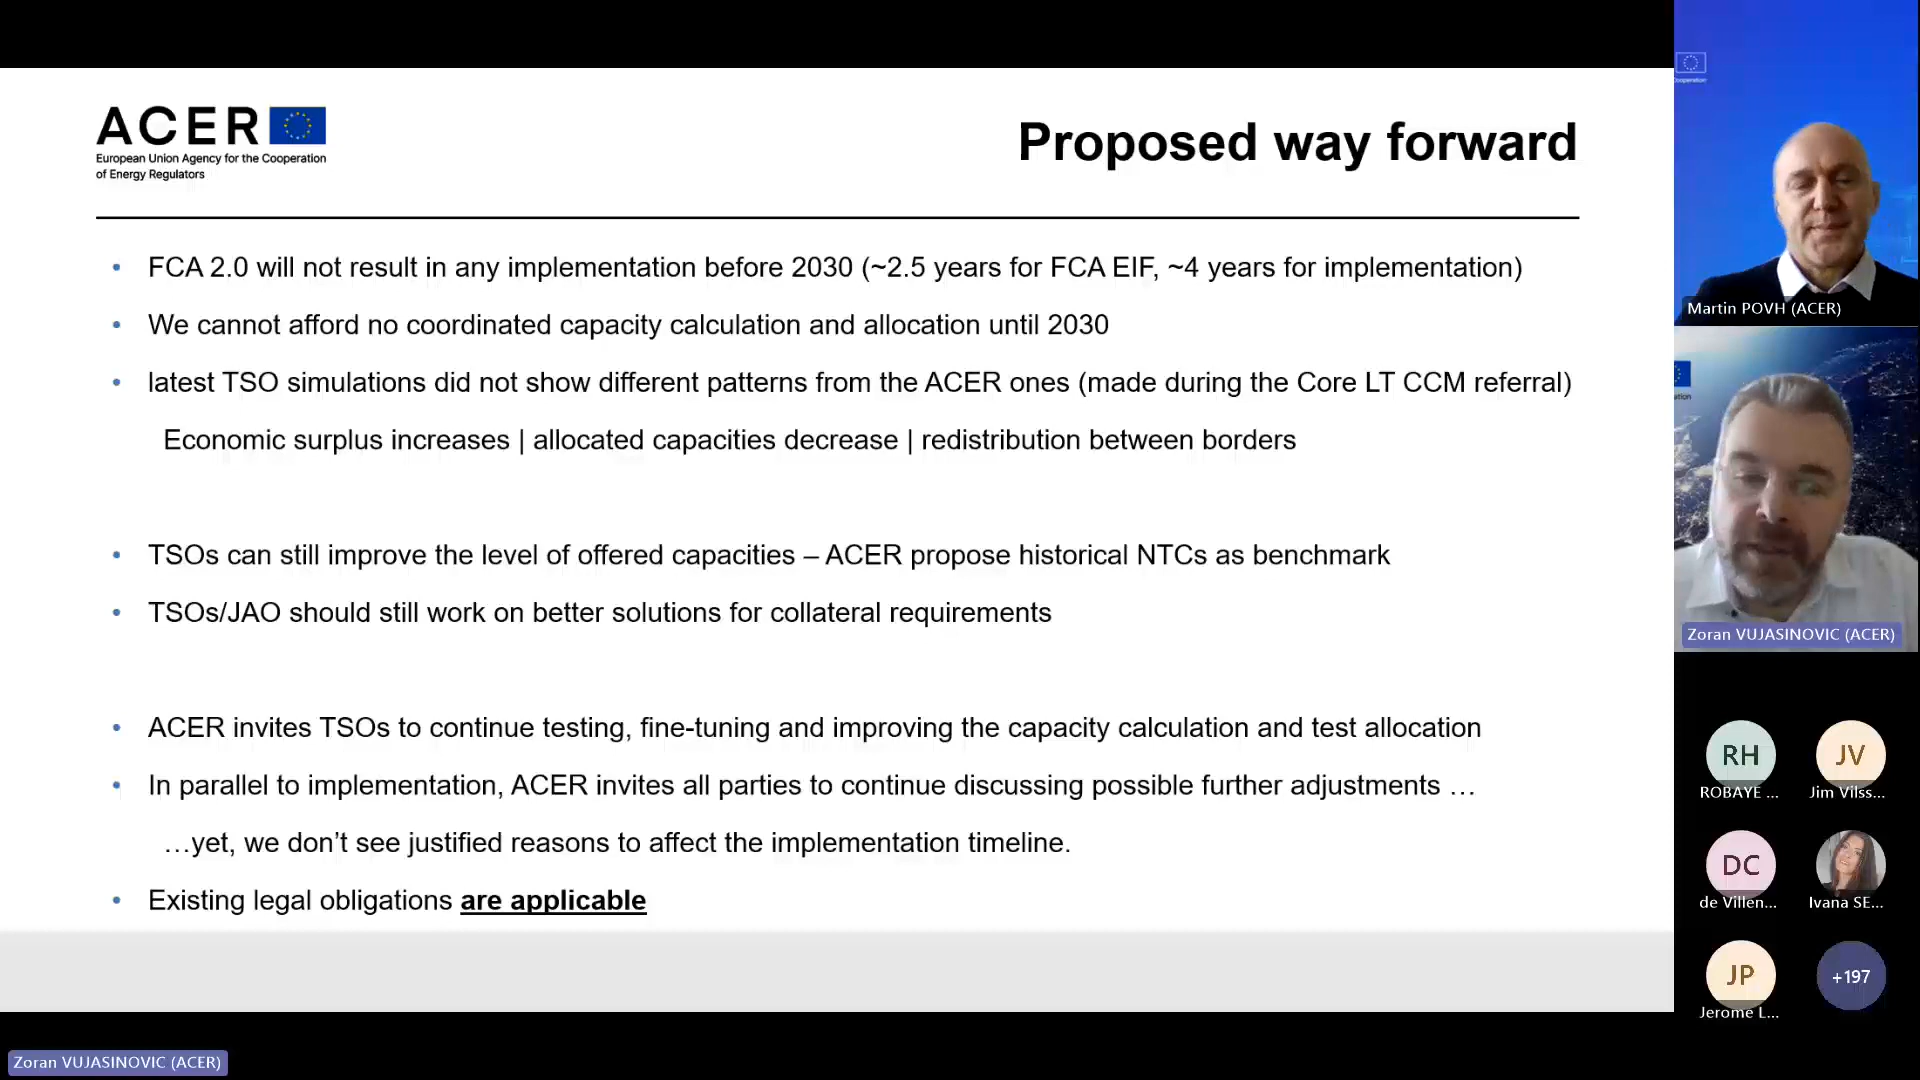 ACER
European Union Agency for the Cooperation
of Energy Regulators
Proposed way forward
• FCA 2.0 will not result in any implementation before 2030 (~2.5 years for FCA EIF, ~4 years for implementation)
• We cannot afford no coordinated capacity calculation and allocation until 2030
• latest TSO simulations did not show different patterns from the ACER ones (made during the Core LT CCM referral)
Economic surplus increases | allocated capacities decrease | redistribution between borders
• TSOs can still improve the level of offered capacities – ACER propose historical NTCs as benchmark
• TSOs/JAO should still work on better solutions for collateral requirements
• ACER invites TSOs to continue testing, fine-tuning and improving the capacity calculation and test allocation
• In parallel to implementation, ACER invites all parties to continue discussing possible further adjustments …
…yet, we don’t see justified reasons to affect the implementation timeline.
• Existing legal obligations are applicable
Martin POVH (ACER)
Zoran VUJASINOVIC (ACER)
RH
ROBAYE ...
JV
Jim Vilss...
DC
de Villen...
Ivana SE...
JP
Jerome L...
+197
Zoran VUJASINOVIC (ACER)